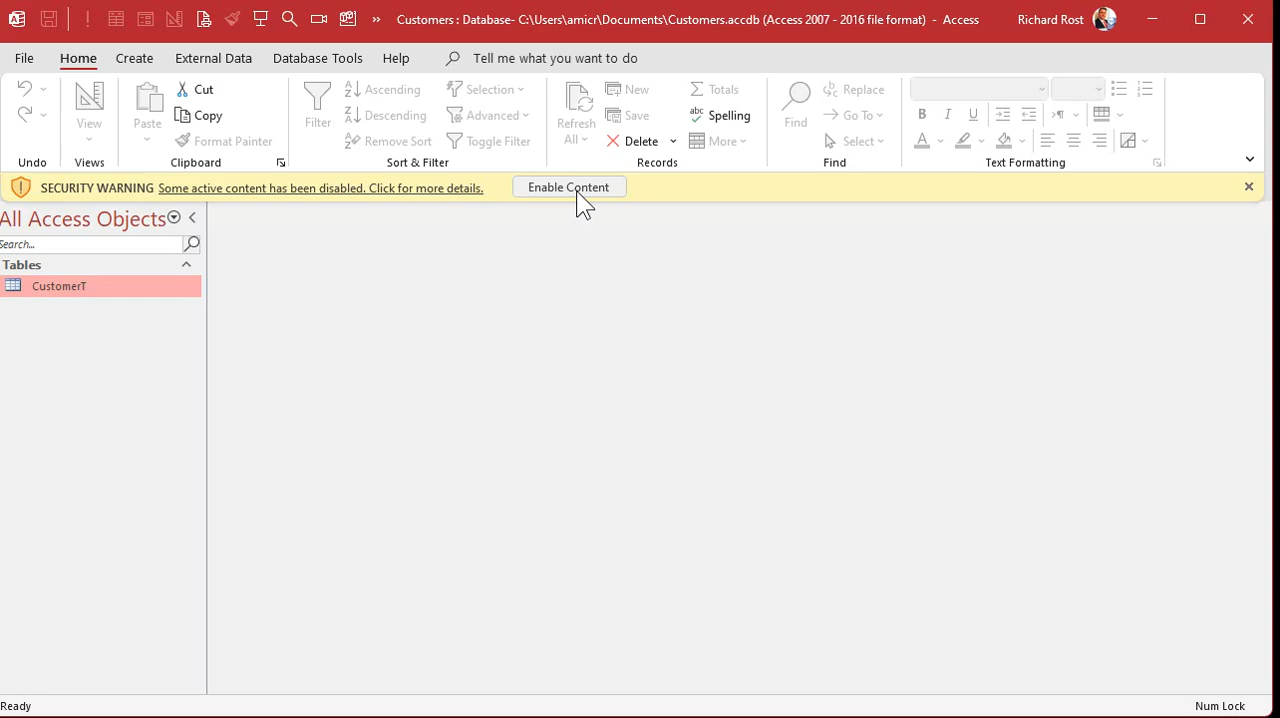 Customers : Database- C:\Users\amicr\Documents\Customers.accdb (Access 2007 - 2016 file format) - Access
Richard Rost
File Home Create External Data Database Tools Help Tell me what you want to do
Cut
Copy
Format Painter
View
Paste
Filter
Ascending
Descending
Remove Sort
Selection
Advanced
Toggle Filter
Refresh
All
New
Save
Delete
Totals
Spelling
More
Find
Replace
Go To
Select
B I U
A
Undo Views Clipboard Sort & Filter Records Find Text Formatting
SECURITY WARNING Some active content has been disabled. Click for more details. Enable Content
All Access Objects
Search...
Tables
CustomerT
Ready Num Lock